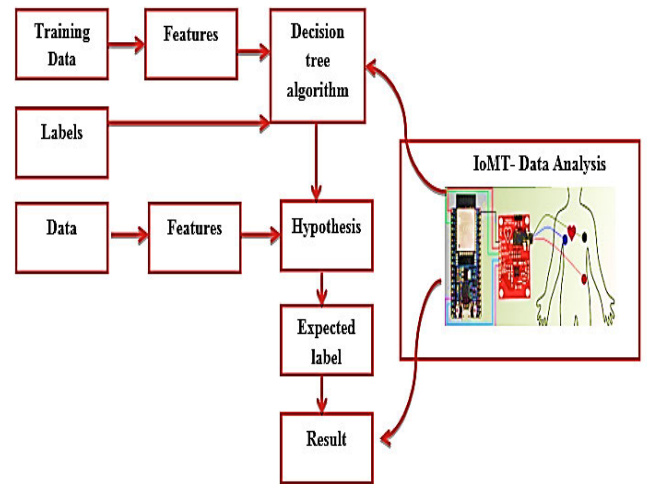 Training
Data
Features
Decision
tree
algorithm
Labels
IoMT- Data Analysis
Data
Features
Hypothesis
Expected
label
Result